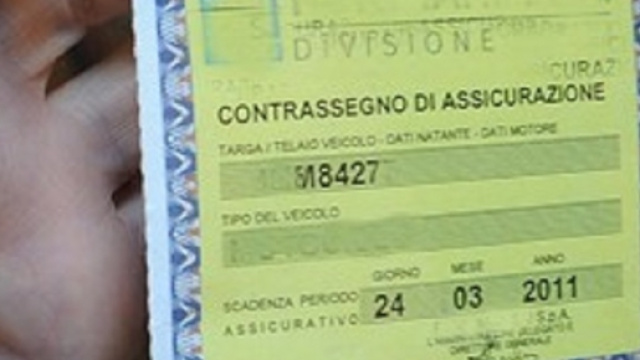 DIVISIONE
CURAZ
CONTRASSEGNO DI ASSICURAZIONE
TARGA / TELAIO VEICOLO - DATI NATANTE - DATI MOTORE
M8427
TIPO DEL VEICOLO
GIORNO MESE ANNO
SCADENZA PERIODO ASSICURATIVO 24 03 2011
S.p.A.